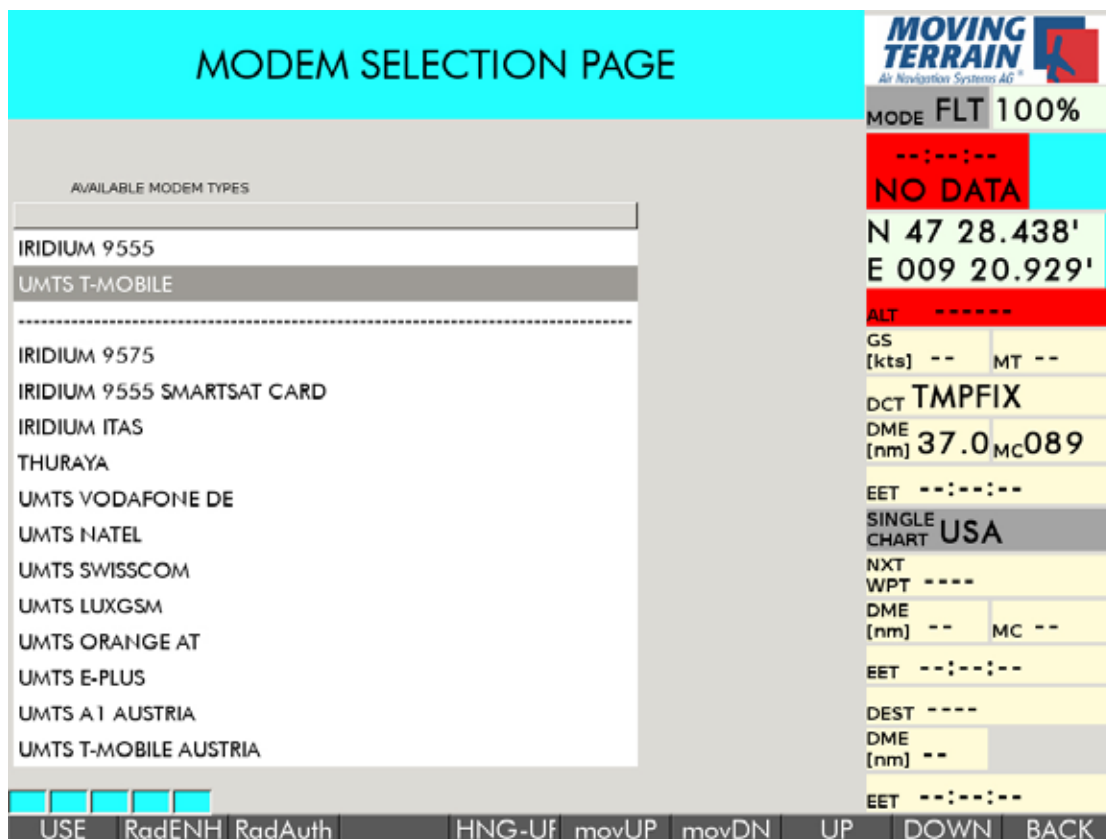 MODEM SELECTION PAGE
AVAILABLE MODEM TYPES
IRIDIUM 9555
UMTS T-MOBILE
--------------------------------------------------------------------------------
IRIDIUM 9575
IRIDIUM 9555 SMARTSAT CARD
IRIDIUM ITAS
THURAYA
UMTS VODAFONE DE
UMTS NATEL
UMTS SWISSCOM
UMTS LUXGSM
UMTS ORANGE AT
UMTS E-PLUS
UMTS A1 AUSTRIA
UMTS T-MOBILE AUSTRIA
MOVING
TERRAIN
Air Navigation Systems AG ®
MODE FLT 100%
--:--:--
NO DATA
N 47 28.438'
E 009 20.929'
ALT ------
GS
[kts] -- MT --
DCT TMPFIX
DME
[nm] 37.0 MC 089
EET --:--:--
SINGLE
CHART USA
NXT
WPT ----
DME
[nm] -- MC --
EET --:--:--
DEST ----
DME
[nm] --
EET --:--:--
USE RadENH RadAuth HNG-UF movUP movDN UP DOWN BACK